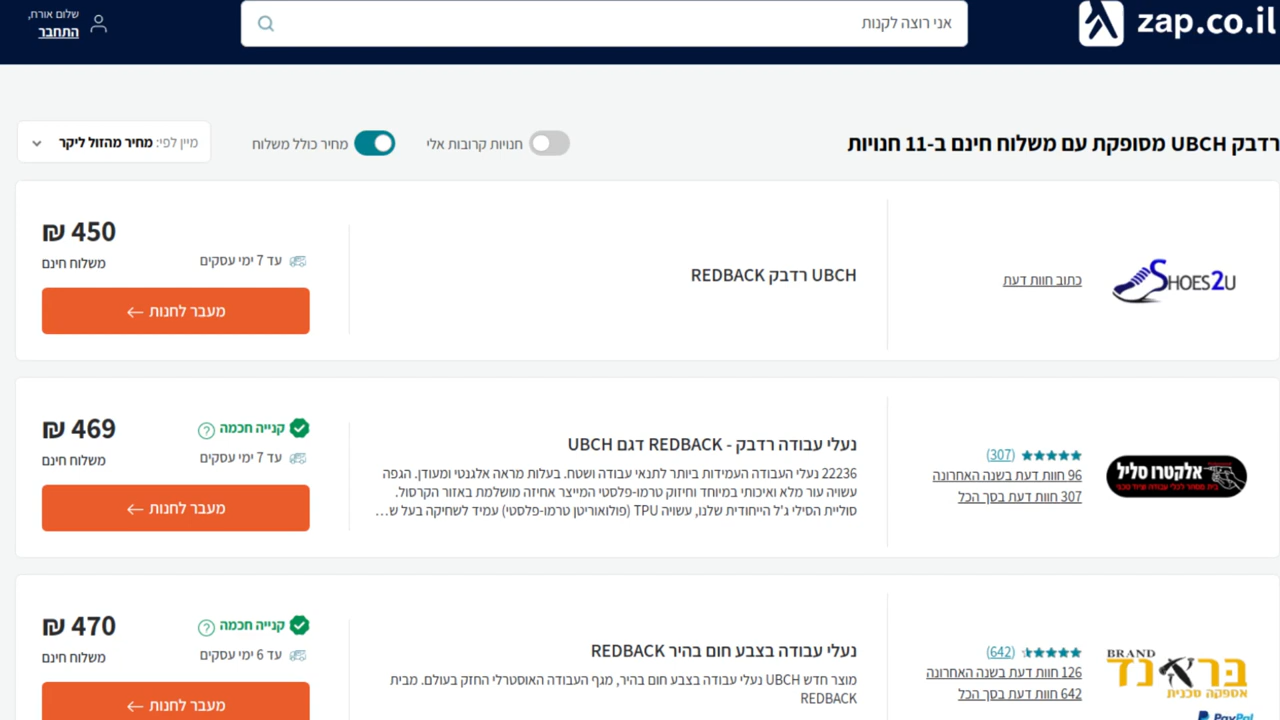 zap.co.il
אני רוצה לקנות
שלום אורח,
התחבר
רדבק UBCH מסופקת עם משלוח חינם ב-11 חנויות
חנויות קרובות אלי
מחיר כולל משלוח
מיין לפי: מחיר מהזול ליקר
SHOES2U
כתוב חוות דעת
UBCH רדבק REDBACK
עד 7 ימי עסקים
450 ₪
משלוח חינם
מעבר לחנות
אלקטרו סליל
(307)
96 חוות דעת בשנה האחרונה
307 חוות דעת בסך הכל
נעלי עבודה רדבק - REDBACK דגם UBCH
22236 נעלי העבודה העמידות ביותר לתנאי עבודה ושטח. בעלות מראה אלגנטי ומעודן. הגפה
עשויה עור מלא ואיכותי במיוחד וחיזוק טרמו-פלסטי המייצר אחיזה מושלמת באזור הקרסול.
סוליית הסילי ג'ל הייחודית שלנו, עשויה TPU (פולואוריטן טרמו-פלסטי) עמיד לשחיקה בעל ש...
קנייה חכמה
עד 7 ימי עסקים
469 ₪
משלוח חינם
מעבר לחנות
BRAND
בראנד
אספקה טכנית
PayPal
(642)
126 חוות דעת בשנה האחרונה
642 חוות דעת בסך הכל
נעלי עבודה בצבע חום בהיר REDBACK
מוצר חדש UBCH נעלי עבודה בצבע חום בהיר, מגף העבודה האוסטרלי החזק בעולם. מבית
REDBACK
קנייה חכמה
עד 6 ימי עסקים
470 ₪
משלוח חינם
מעבר לחנות